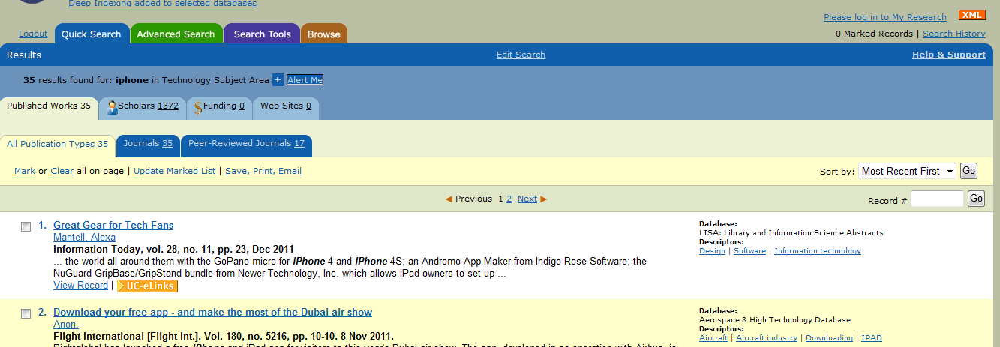 Deep Indexing added to selected databases
Please log in to My Research XML
Logout Quick Search Advanced Search Search Tools Browse 0 Marked Records | Search History
Results Edit Search Help & Support
35 results found for: iphone in Technology Subject Area + Alert Me
Published Works 35 Scholars 1372 Funding 0 Web Sites 0
All Publication Types 35 Journals 35 Peer-Reviewed Journals 17
Mark or Clear all on page | Update Marked List | Save, Print, Email Sort by: Most Recent First Go
Previous 1 2 Next Record # Go
1. Great Gear for Tech Fans
Mantell, Alexa
Information Today, vol. 28, no. 11, pp. 23, Dec 2011
... the world all around them with the GoPano micro for iPhone 4 and iPhone 4S; an Andromo App Maker from Indigo Rose Software; the
NuGuard GripBase/GripStand bundle from Newer Technology, Inc. which allows iPad owners to set up ...
View Record | UC-eLinks
Database:
LISA: Library and Information Science Abstracts
Descriptors:
Design | Software | Information technology
2. Download your free app - and make the most of the Dubai air show
Anon.
Flight International [Flight Int.]. Vol. 180, no. 5216, pp. 10-10. 8 Nov 2011.
Database:
Aerospace & High Technology Database
Descriptors:
Aircraft | Aircraft industry | Downloading | IPAD